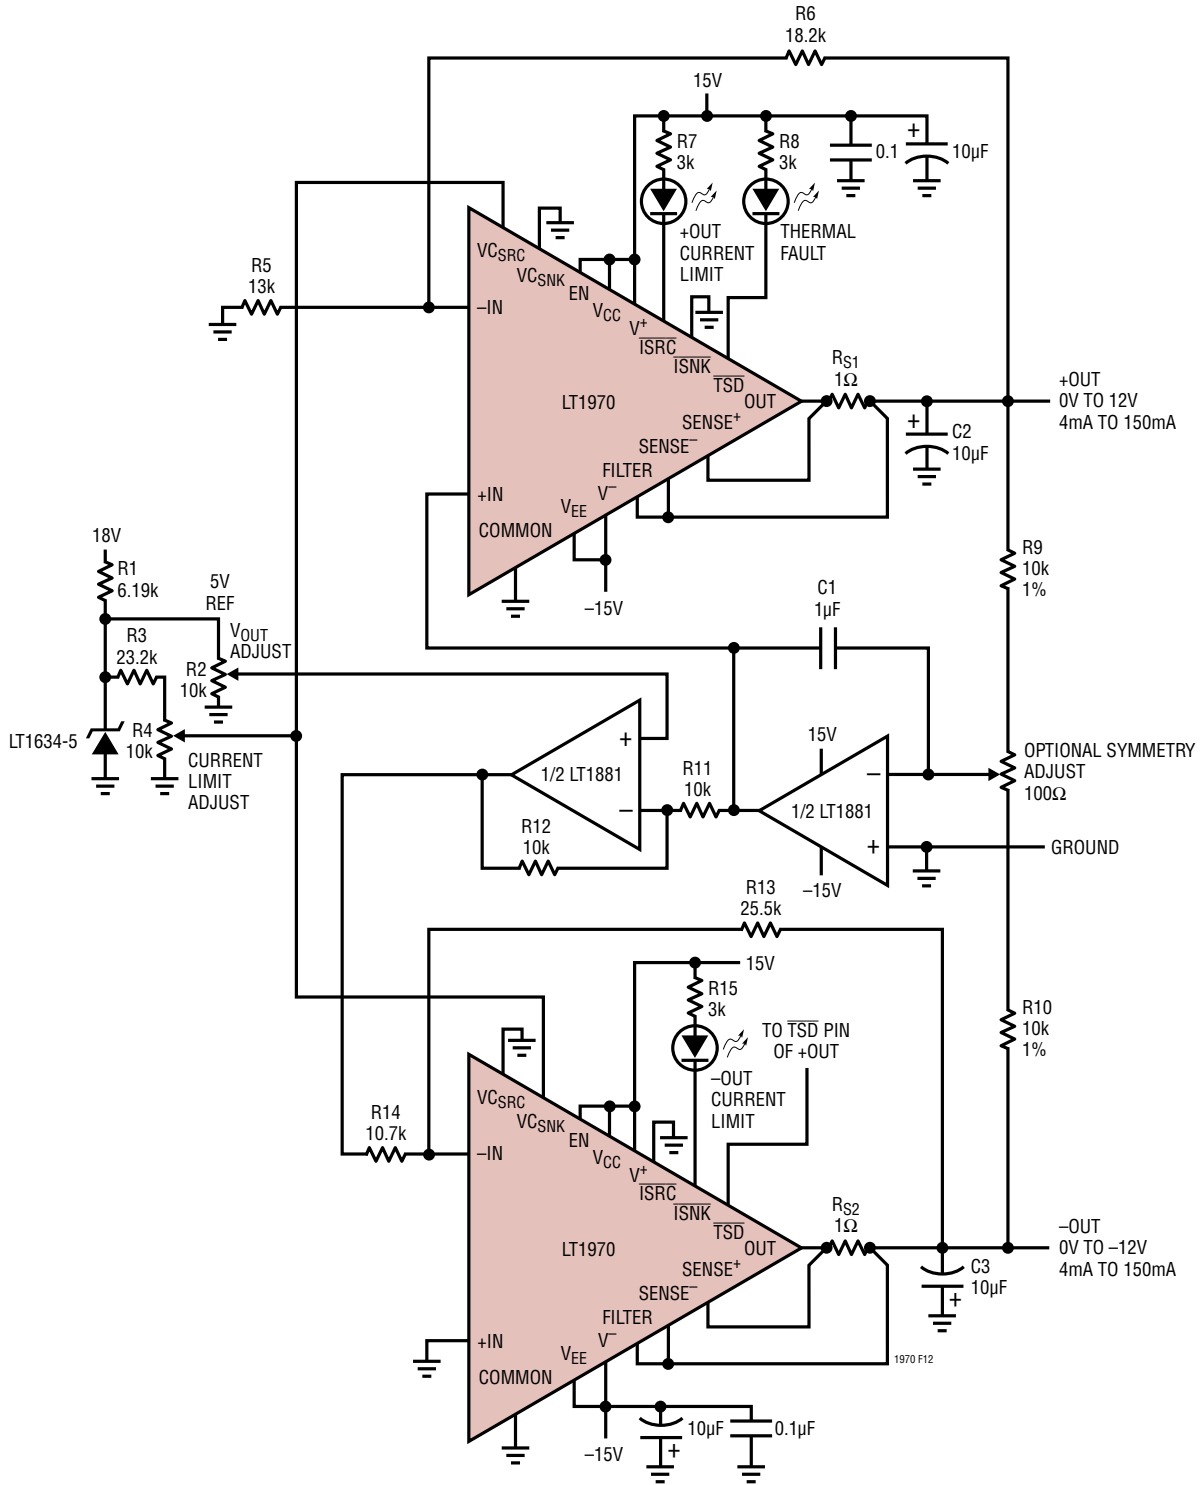 R6
18.2k
15V
R7
3k
R8
3k
0.1
+
10µF
+OUT
CURRENT
LIMIT
THERMAL
FAULT
R5
13k
VCSRC
VCSNK
EN
VCC
V+
ISRC
ISNK
TSD
–IN
LT1970
OUT
SENSE+
SENSE–
FILTER
V–
VEE
+IN
COMMON
–15V
RS1
1Ω
+
C2
10µF
+OUT
0V TO 12V
4mA TO 150mA
R9
10k
1%
18V
R1
6.19k
5V
REF
VOUT
ADJUST
R3
23.2k
R2
10k
LT1634-5
R4
10k
CURRENT
LIMIT
ADJUST
C1
1µF
+
1/2 LT1881
–
R11
10k
R12
10k
15V
–
1/2 LT1881
+
–15V
OPTIONAL SYMMETRY
ADJUST
100Ω
GROUND
R13
25.5k
15V
R15
3k
TO TSD PIN
OF +OUT
–OUT
CURRENT
LIMIT
R10
10k
1%
R14
10.7k
VCSRC
VCSNK
EN
VCC
V+
ISRC
ISNK
TSD
–IN
LT1970
OUT
SENSE+
SENSE–
FILTER
V–
VEE
+IN
COMMON
RS2
1Ω
–OUT
0V TO –12V
4mA TO 150mA
C3
10µF
+
1970 F12
–15V
10µF
+
0.1µF